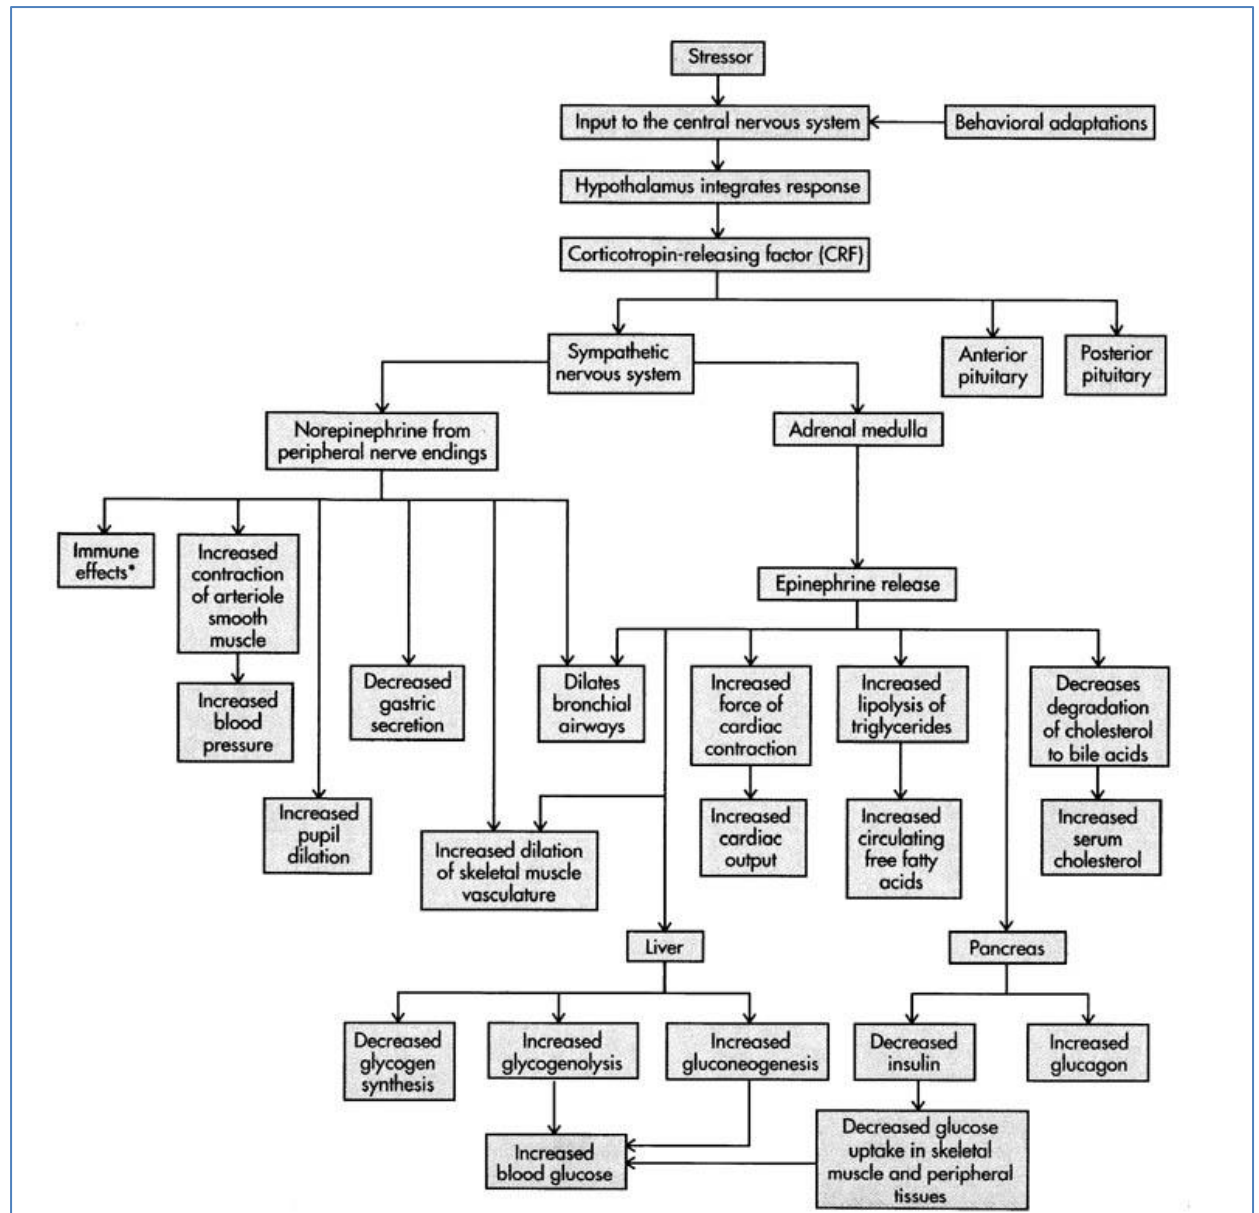 Stressor
Input to the central nervous system
Behavioral adaptations
Hypothalamus integrates response
Corticotropin-releasing factor (CRF)
Sympathetic
nervous system
Anterior
pituitary
Posterior
pituitary
Norepinephrine from
peripheral nerve endings
Adrenal medulla
Immune
effects*
Increased
contraction
of arteriole
smooth
muscle
Epinephrine release
Increased
blood
pressure
Decreased
gastric
secretion
Dilates
bronchial
airways
Increased
force of
cardiac
contraction
Increased
lipolysis of
triglycerides
Decreases
degradation
of cholesterol
to bile acids
Increased
pupil
dilation
Increased dilation
of skeletal muscle
vasculature
Increased
cardiac
output
Increased
circulating
free fatty
acids
Increased
serum
cholesterol
Liver
Pancreas
Decreased
glycogen
synthesis
Increased
glycogenolysis
Increased
gluconeogenesis
Decreased
insulin
Increased
glucagon
Increased
blood glucose
Decreased glucose
uptake in skeletal
muscle and peripheral
tissues